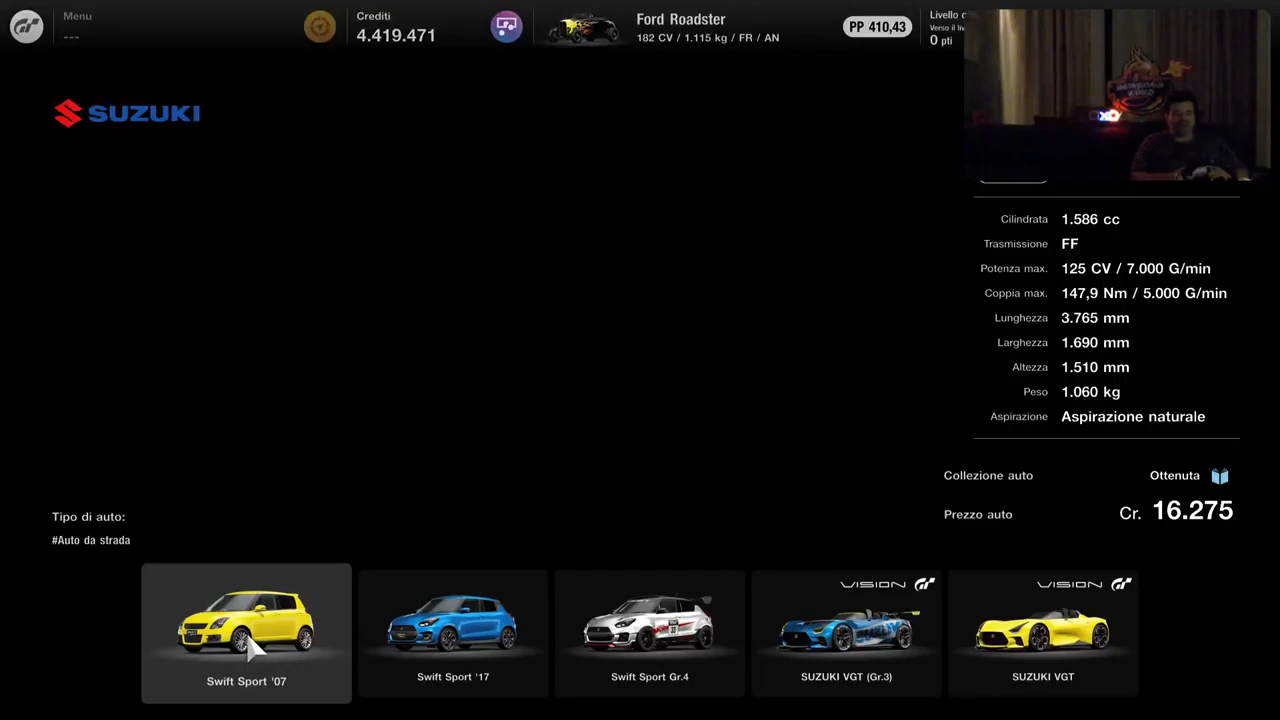 Menu
---
Crediti
4.419.471
Ford Roadster
182 CV / 1.115 kg / FR / AN
PP 410,43
Livello
Verso il
0 pti
SUZUKI
Cilindrata 1.586 cc
Trasmissione FF
Potenza max. 125 CV / 7.000 G/min
Coppia max. 147,9 Nm / 5.000 G/min
Lunghezza 3.765 mm
Larghezza 1.690 mm
Altezza 1.510 mm
Peso 1.060 kg
Aspirazione Aspirazione naturale
Collezione auto Ottenuta
Prezzo auto Cr. 16.275
Tipo di auto:
#Auto da strada
Swift Sport '07
Swift Sport '17
Swift Sport Gr.4
VISION GT
SUZUKI VGT (Gr.3)
VISION GT
SUZUKI VGT